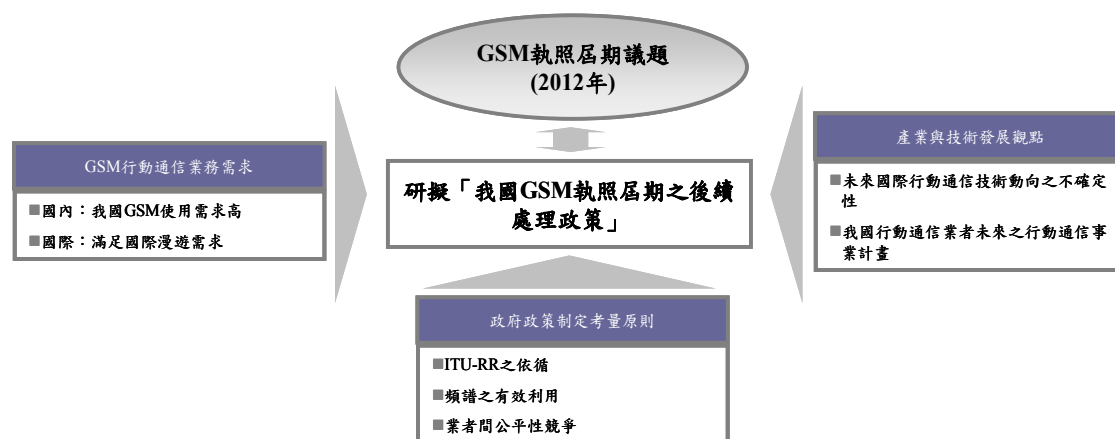 GSM執照屆期議題
(2012年)
研擬「我國GSM執照屆期之後續
處理政策」
GSM行動通信業務需求
■國內：我國GSM使用需求高
■國際：滿足國際漫遊需求
產業與技術發展觀點
■未來國際行動通信技術動向之不確定
性
■我國行動通信業者未來之行動通信事
業計畫
政府政策制定考量原則
■ITU-RR之依循
■頻譜之有效利用
■業者間公平性競爭